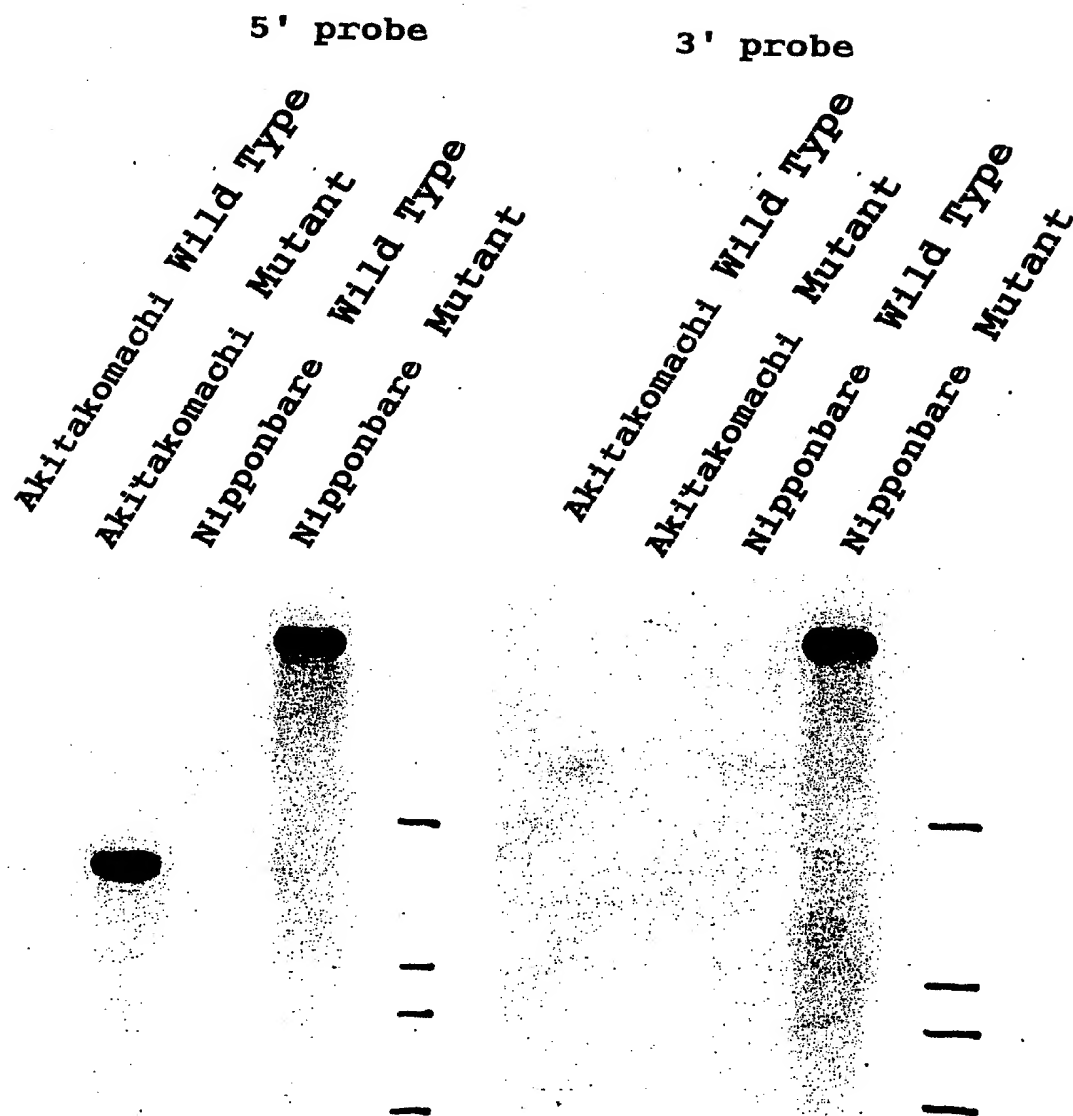 5' probe
Akitakomachi Wild Type
Akitakomachi Mutant
Nipponbare Wild Type
Nipponbare Mutant
3' probe
Akitakomachi Wild Type
Akitakomachi Mutant
Nipponbare Wild Type
Nipponbare Mutant